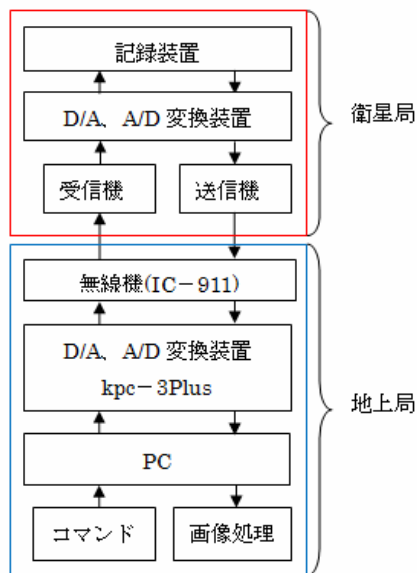 記録装置
D/A、A/D 変換装置
受信機
送信機
衛星局
無線機(IC－911)
D/A、A/D 変換装置
kpc－3Plus
地上局
PC
コマンド
画像処理